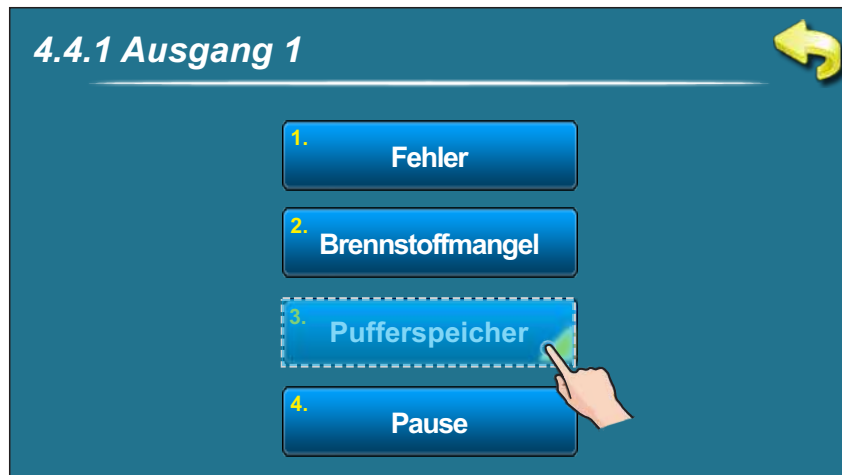 4.4.1 Ausgang 1
1.
Fehler
2.
Brennstoffmangel
3.
Pufferspeicher
4.
Pause